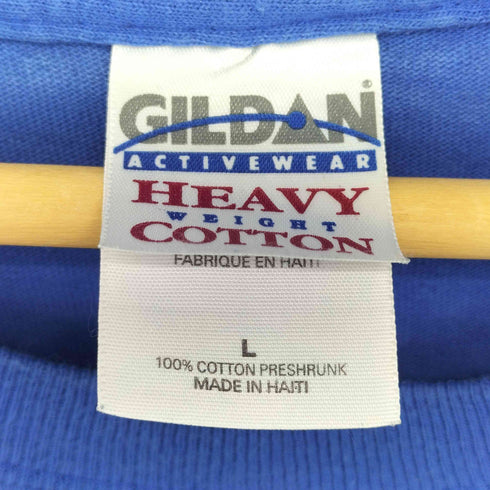 GILDAN®
ACTIVEWEAR
HEAVY
WEIGHT
COTTON
FABRIQUE EN HAITI
L
100% COTTON PRESHRUNK
MADE IN HAITI